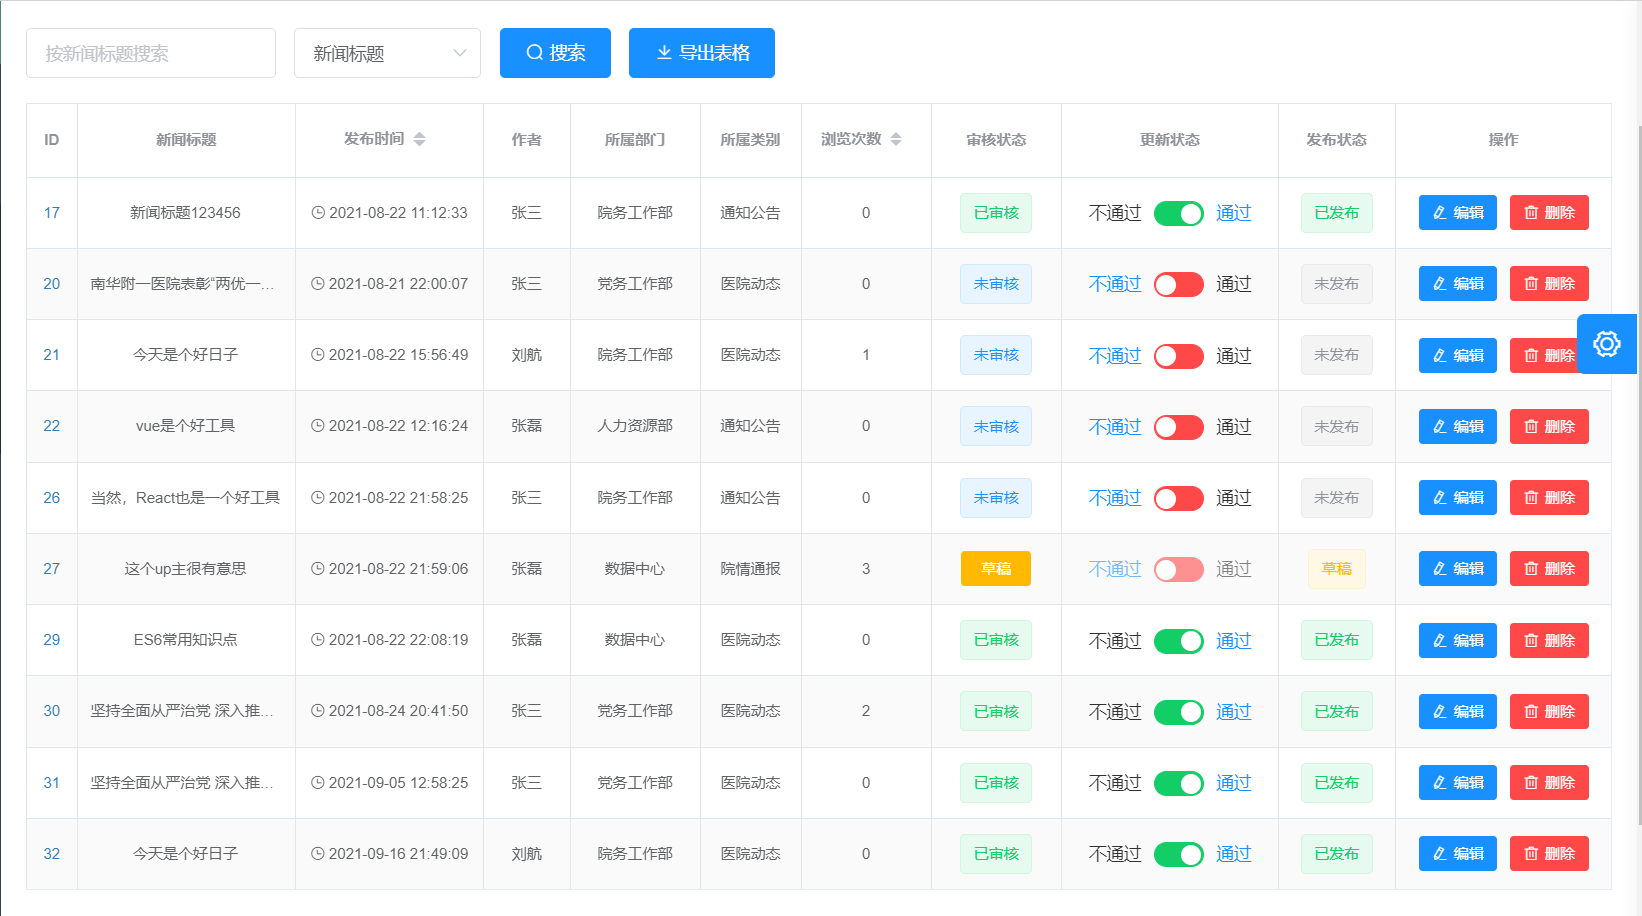 按新闻标题搜索 新闻标题 搜索 导出表格
ID 新闻标题 发布时间 作者 所属部门 所属类别 浏览次数 审核状态 更新状态 发布状态 操作
17 新闻标题123456 2021-08-22 11:12:33 张三 院务工作部 通知公告 0 已审核 不通过 通过 已发布 编辑 删除
20 南华附一医院表彰“两优一... 2021-08-21 22:00:07 张三 党务工作部 医院动态 0 未审核 不通过 通过 未发布 编辑 删除
21 今天是个好日子 2021-08-22 15:56:49 刘航 院务工作部 医院动态 1 未审核 不通过 通过 未发布 编辑 删除
22 vue是个好工具 2021-08-22 12:16:24 张磊 人力资源部 通知公告 0 未审核 不通过 通过 未发布 编辑 删除
26 当然，React也是一个好工具 2021-08-22 21:58:25 张三 院务工作部 通知公告 0 未审核 不通过 通过 未发布 编辑 删除
27 这个up主很有意思 2021-08-22 21:59:06 张磊 数据中心 院情通报 3 草稿 不通过 通过 草稿 编辑 删除
29 ES6常用知识点 2021-08-22 22:08:19 张磊 数据中心 医院动态 0 已审核 不通过 通过 已发布 编辑 删除
30 坚持全面从严治党 深入推... 2021-08-24 20:41:50 张三 党务工作部 医院动态 2 已审核 不通过 通过 已发布 编辑 删除
31 坚持全面从严治党 深入推... 2021-09-05 12:58:25 张三 党务工作部 医院动态 0 已审核 不通过 通过 已发布 编辑 删除
32 今天是个好日子 2021-09-16 21:49:09 刘航 院务工作部 医院动态 0 已审核 不通过 通过 已发布 编辑 删除